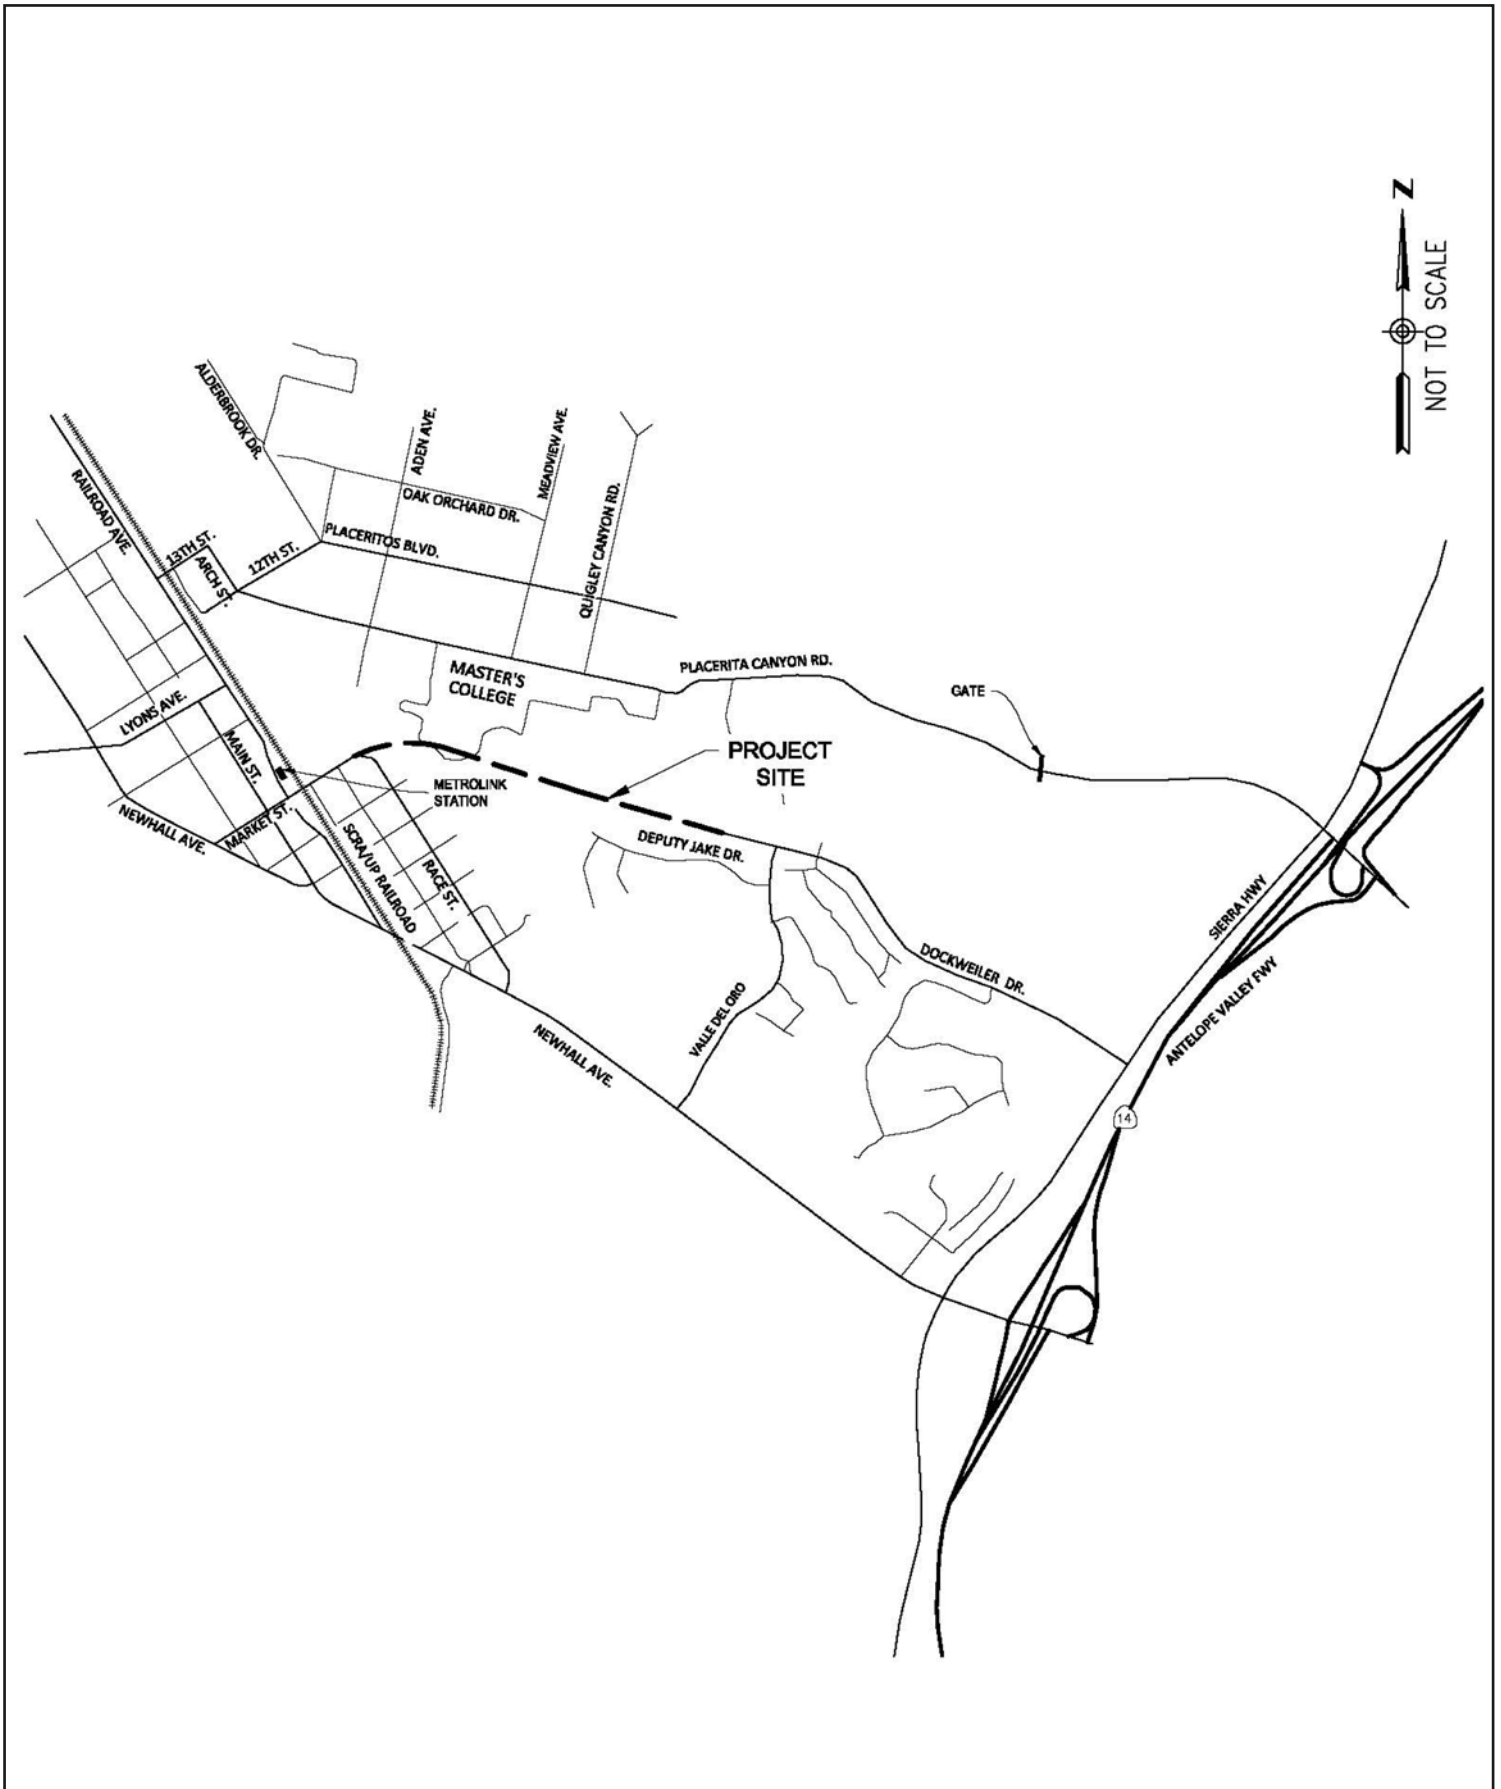 Z
NOT TO SCALE
ALDERBROOK DR.
ADEN AVE.
MEADVIEW AVE.
RAILROAD AVE.
OAK ORCHARD DR.
QUIGLEY CANYON RD.
13TH ST.
ARCH ST.
12TH ST.
PLACERITOS BLVD.
MASTER'S
COLLEGE
PLACERITA CANYON RD.
GATE
LYONS AVE.
MAIN ST.
PROJECT
SITE
METROLINK
STATION
NEWHALL AVE.
MARKET ST.
SCRA/UP RAILROAD
RACE ST.
DEPUTY JAKE DR.
SIERRA HWY
DOCKWEILER DR.
VALLE DEL ORO
ANTELOPE VALLEY FWY
NEWHALL AVE.
14